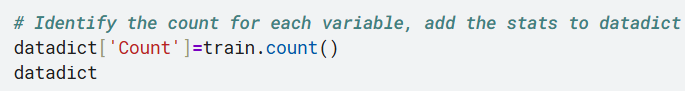 # Identify the count for each variable, add the stats to datadict
datadict['Count']=train.count()
datadict